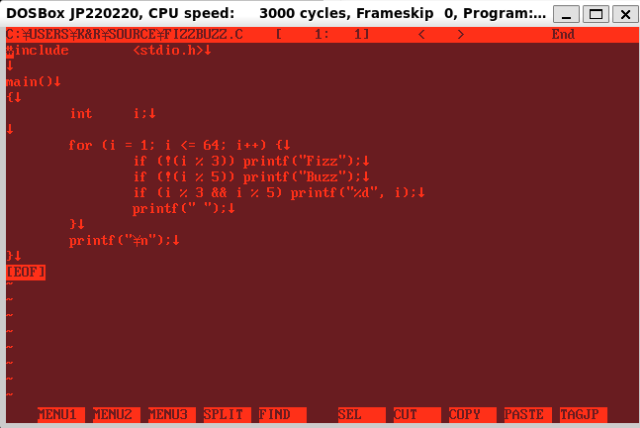 DOSBox JP220220, CPU speed:     3000 cycles, Frameskip  0, Program:...
C:¥USERS¥K&R¥SOURCE¥FIZZBUZZ.C    [    1:   1]      <    >           End
#include        <stdio.h>↓
↓
main()↓
{↓
        int     i;↓
↓
        for (i = 1; i <= 64; i++) {↓
                if (!(i % 3)) printf("Fizz");↓
                if (!(i % 5)) printf("Buzz");↓
                if (i % 3 && i % 5) printf("%d", i);↓
                printf(" ");↓
        }↓
        printf("¥n");↓
}↓
[EOF]
~
~
~
~
~
~
~
~
MENU1  MENU2  MENU3  SPLIT  FIND    SEL    CUT    COPY   PASTE  TAGJP